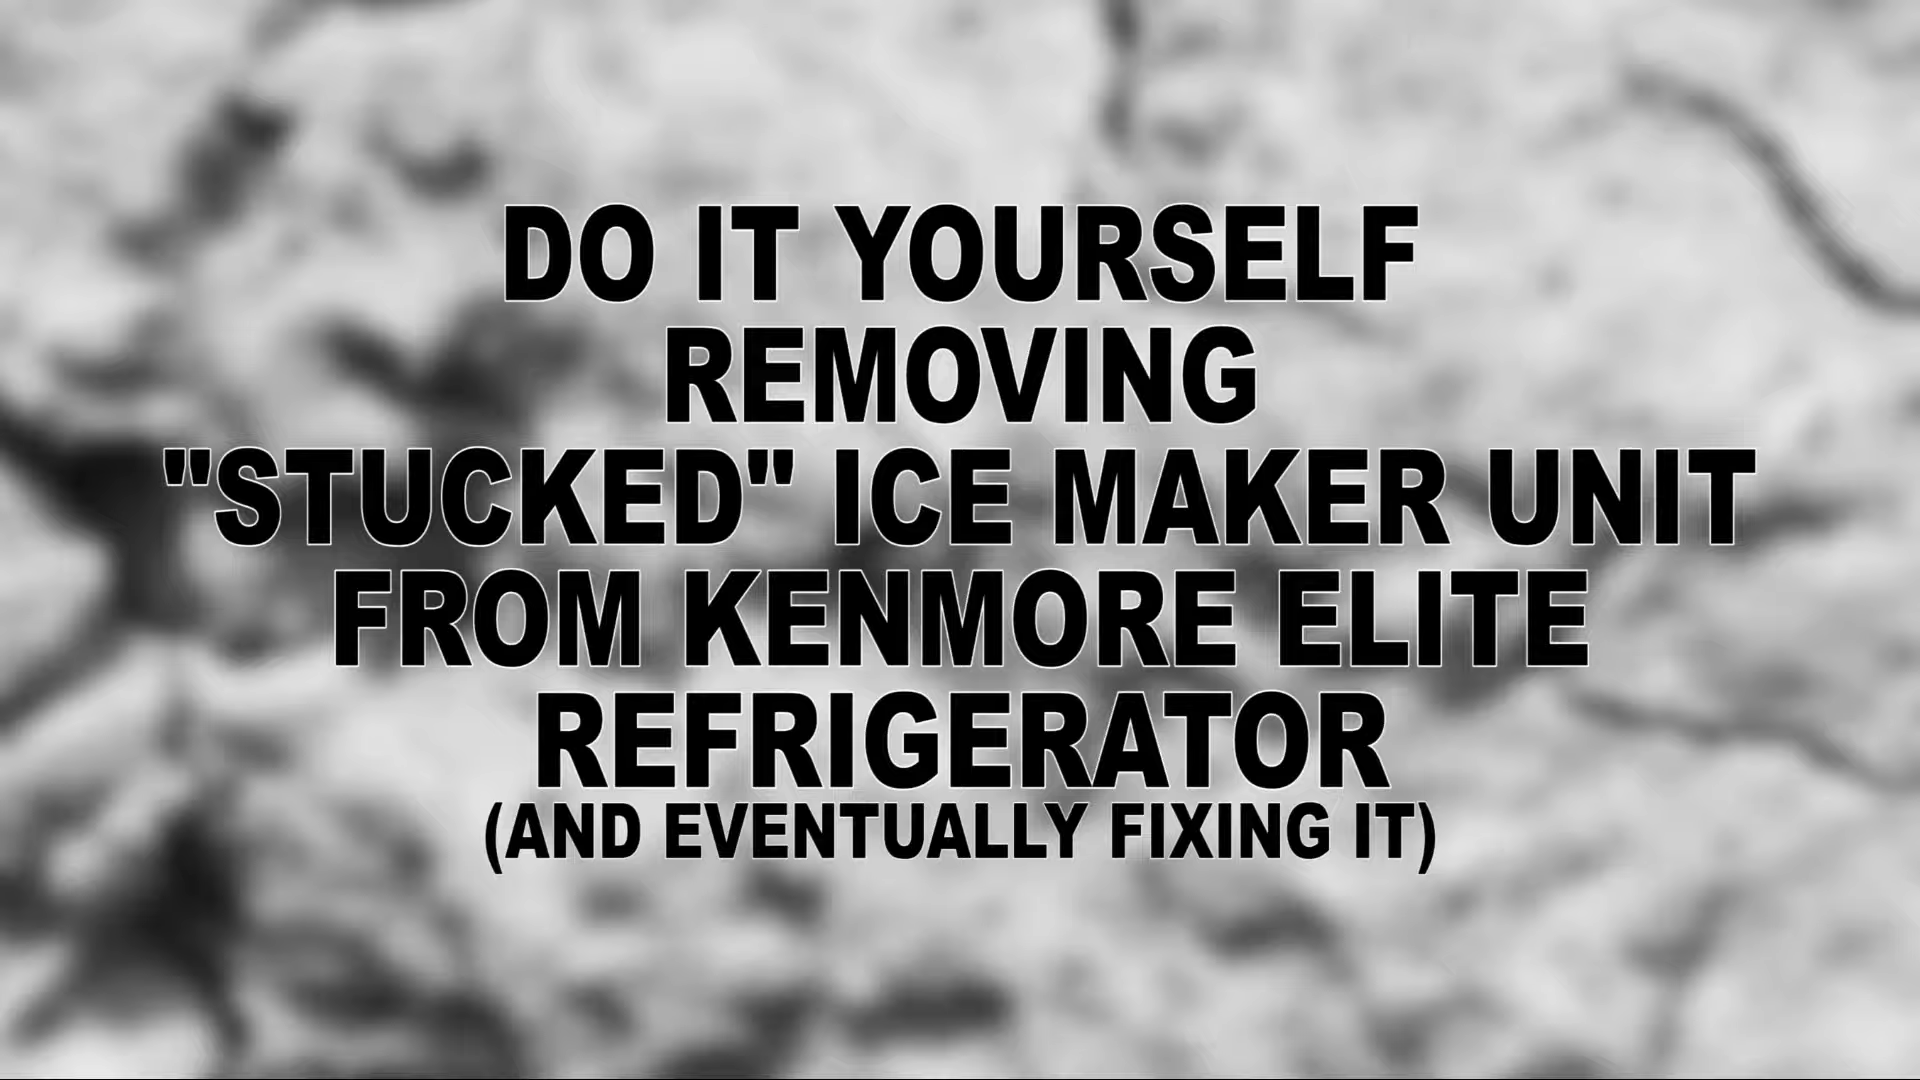 DO IT YOURSELF
REMOVING
"STUCKED" ICE MAKER UNIT
FROM KENMORE ELITE
REFRIGERATOR
(AND EVENTUALLY FIXING IT)